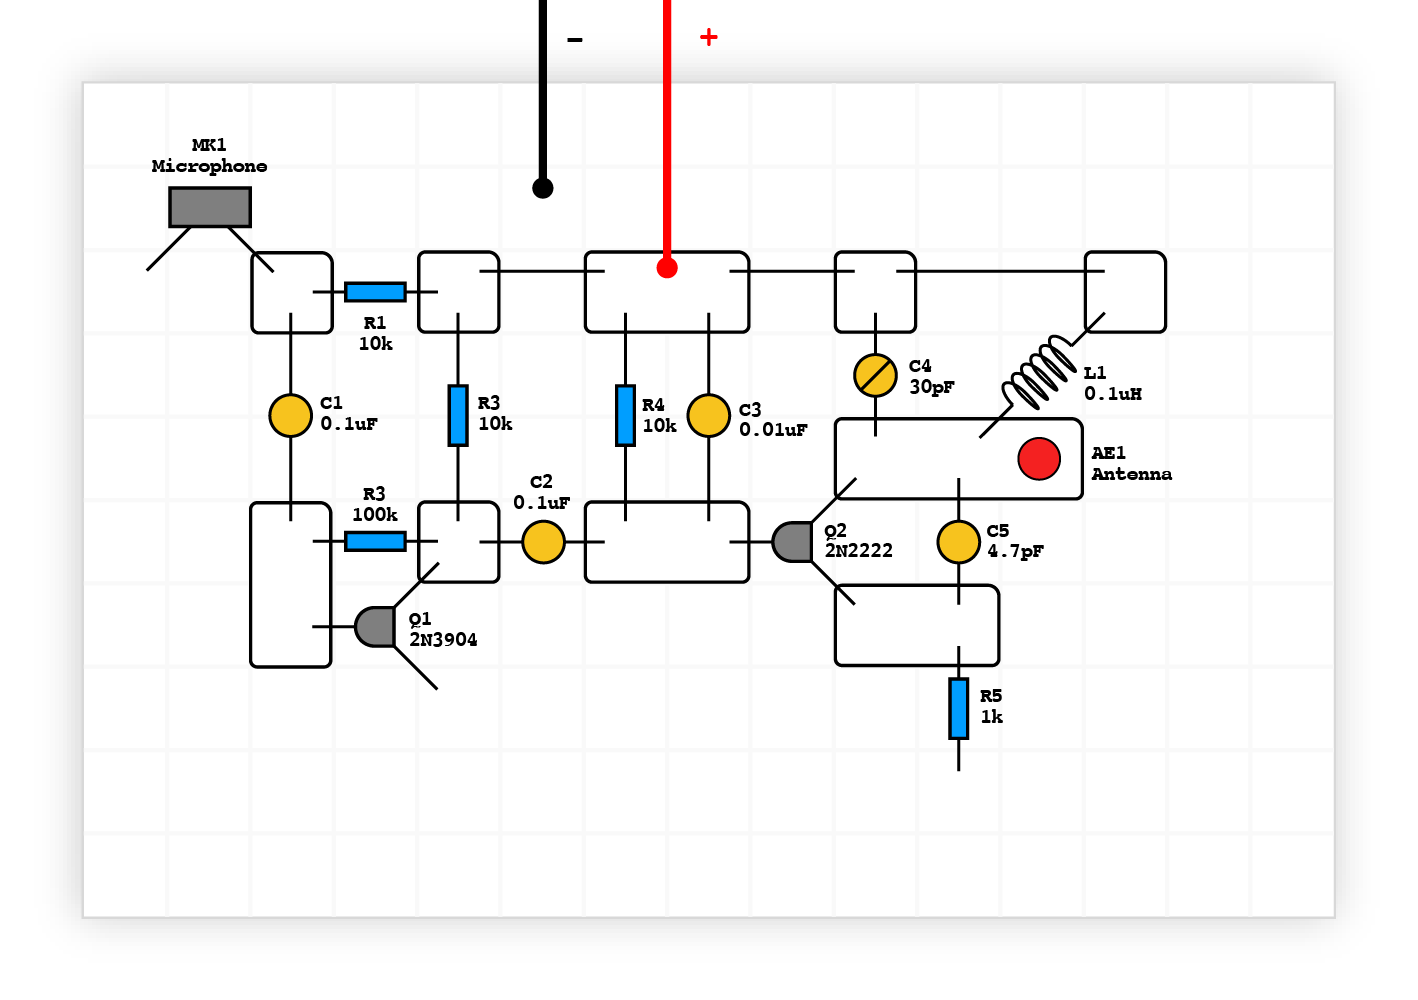 –
+
MK1
Microphone
R1
10k
C1
0.1uF
R3
10k
R4
10k
C3
0.01uF
C4
30pF
L1
0.1uH
AE1
Antenna
R3
100k
C2
0.1uF
Q2
2N2222
C5
4.7pF
Q1
2N3904
R5
1k